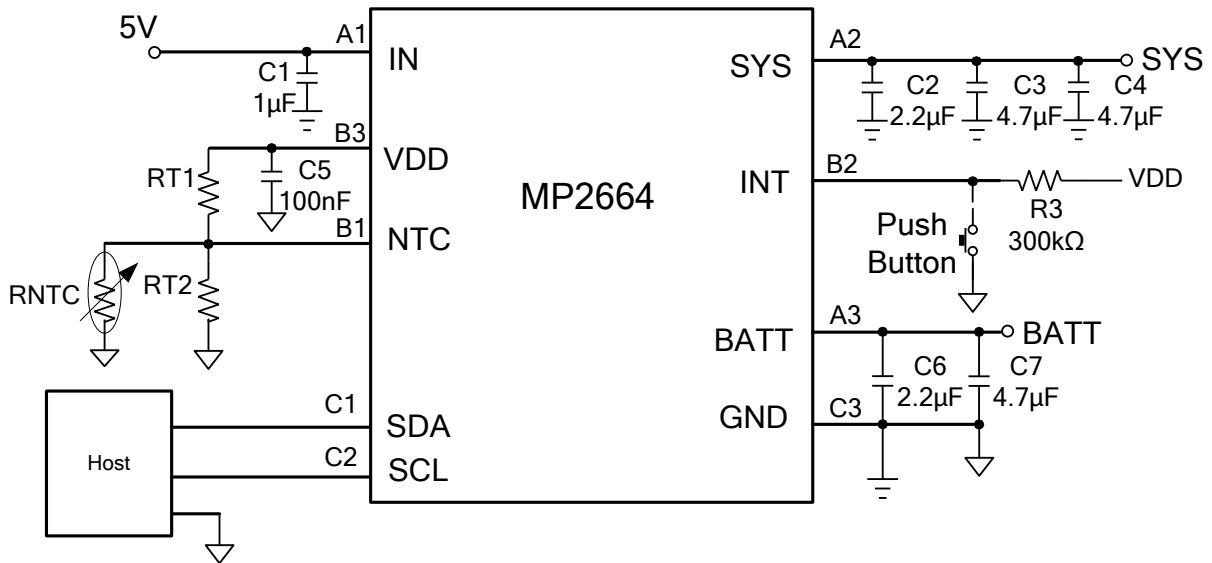 5V
A1
IN
C1
1µF
B3
VDD
RT1
C5
100nF
B1
NTC
RNTC
RT2
Host
C1
SDA
C2
SCL
MP2664
A2
SYS
SYS
C2
2.2µF
C3
4.7µF
C4
4.7µF
B2
INT
VDD
R3
300kΩ
Push
Button
A3
BATT
BATT
C6
2.2µF
C7
4.7µF
C3
GND